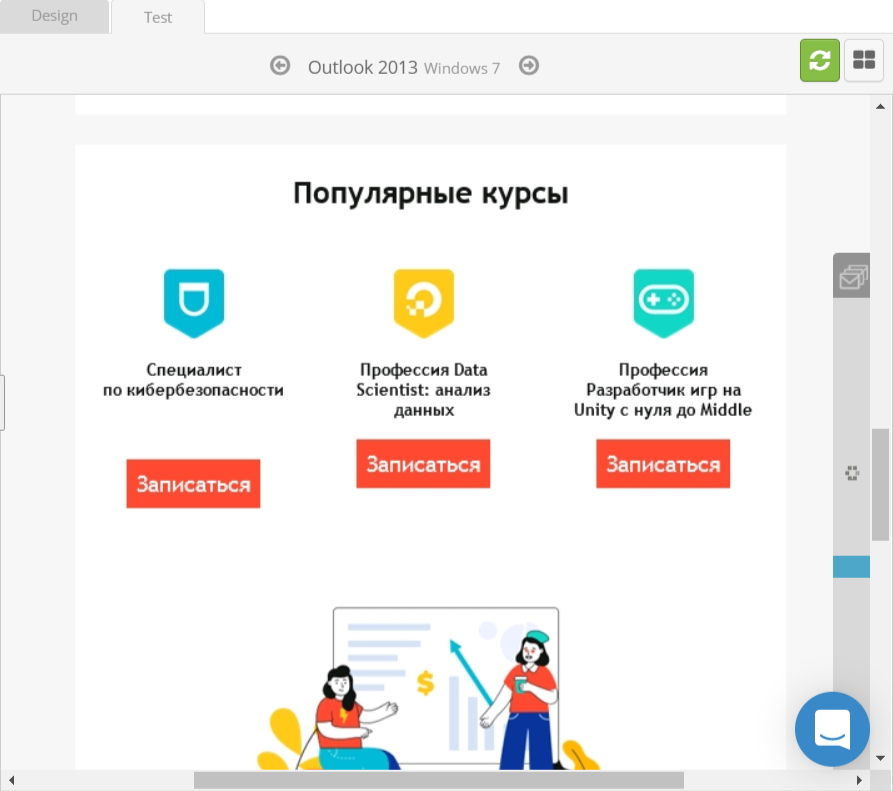 Design
Test
Outlook 2013 Windows 7
Популярные курсы
Специалист
по кибербезопасности
Записаться
Профессия Data
Scientist: анализ
данных
Записаться
Профессия
Разработчик игр на
Unity с нуля до Middle
Записаться
$